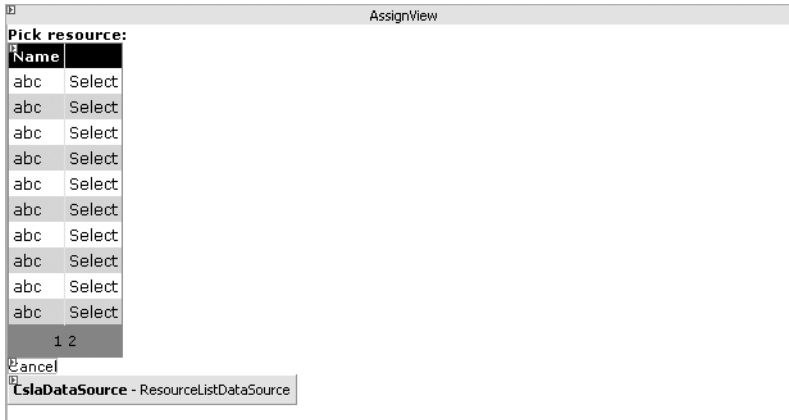 AssignView
Pick resource:
Name
abc Select
abc Select
abc Select
abc Select
abc Select
abc Select
abc Select
abc Select
abc Select
abc Select
1 2
Cancel
CslaDataSource - ResourceListDataSource